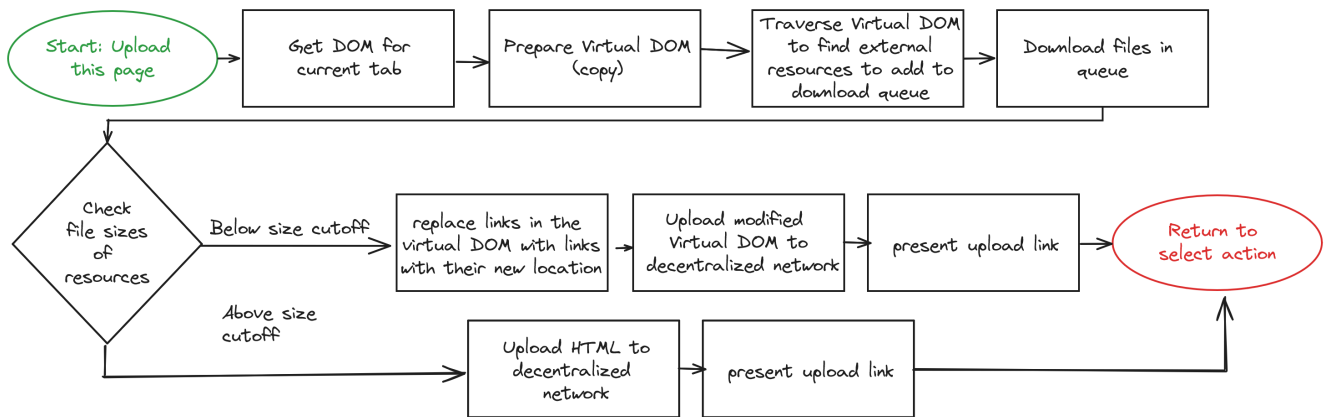 Start: Upload
this page
Get DOM for
current tab
Prepare Virtual DOM
(copy)
Traverse Virtual DOM
to find external
resources to add to
download queue
Download files in
queue
Check
file sizes
of
resources
Below size cutoff
replace links in the
virtual DOM with links
with their new location
Upload modified
Virtual DOM to
decentralized network
present upload link
Return to
select action
Above size
cutoff
Upload HTML to
decentralized
network
present upload link